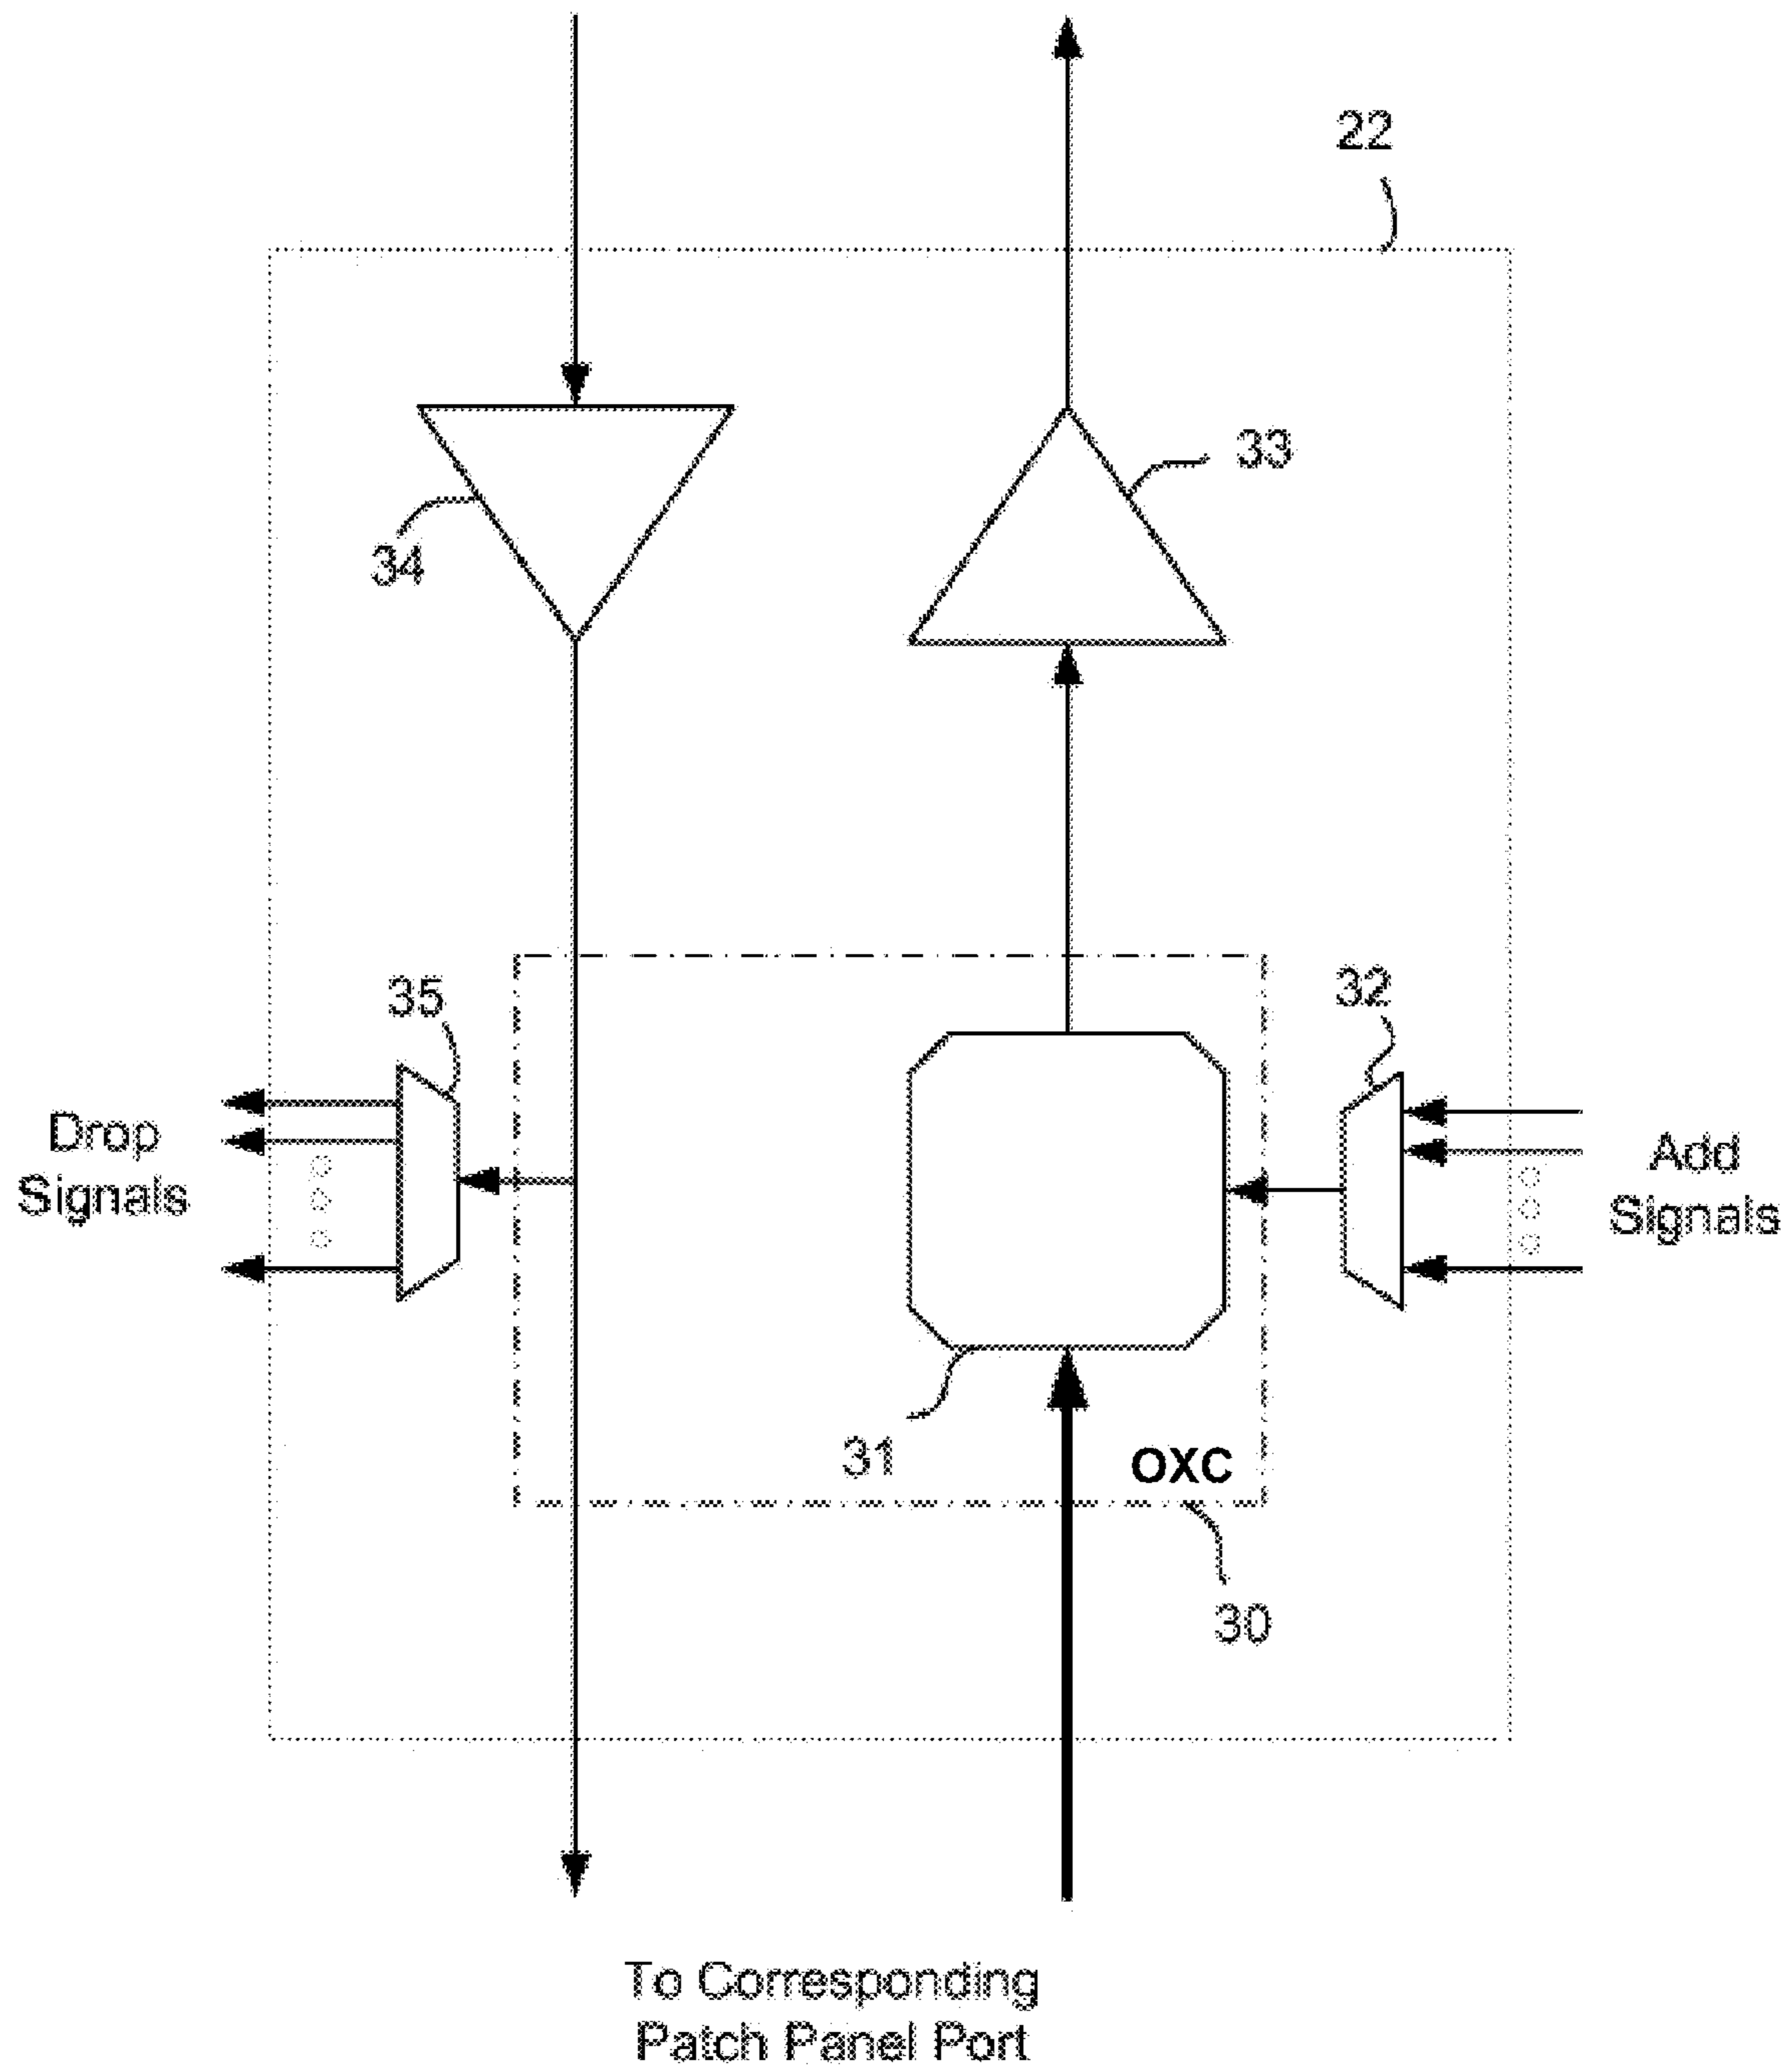 22
33
34
35
32
Drop
Signals
Add
Signals
31
OXC
30
To Corresponding
Patch Panel Port